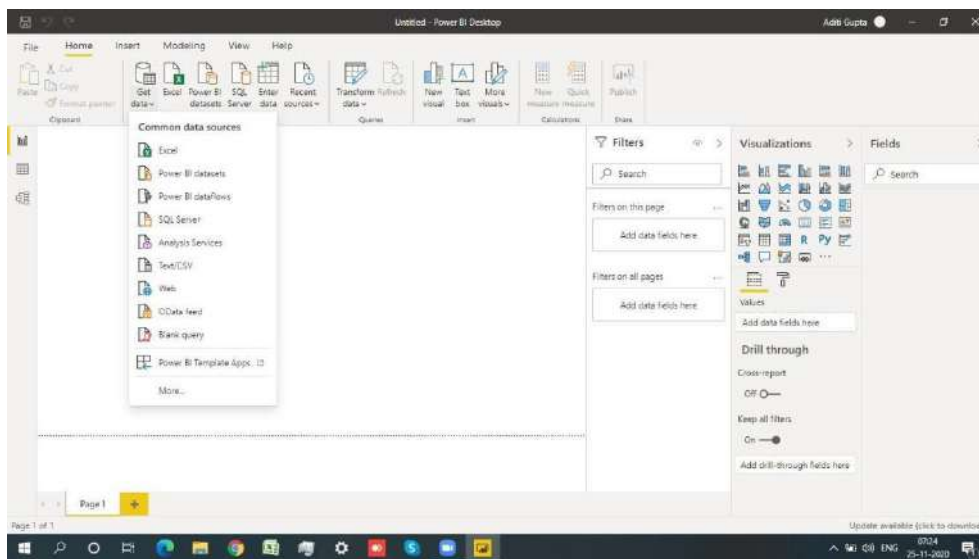 Untitled - Power BI Desktop
Aditi Gupta
File Home Insert Modeling View Help
Paste
Cut
Copy
Format painter
Get data
Excel
Power BI datasets
SQL Server
Enter data
Recent sources
Transform data
Refresh
New visual
Text box
More visuals
New measure
Quick measure
Publish
Clipboard
Queries
Insert
Calculations
Share
Common data sources
Excel
Power BI datasets
Power BI dataflows
SQL Server
Analysis Services
Text/CSV
Web
OData feed
Blank query
Power BI Template Apps
More...
Filters
Search
Filters on this page
Add data fields here
Filters on all pages
Add data fields here
Visualizations
R Py
Values
Add data fields here
Drill through
Cross-report
Off
Keep all filters
On
Add drill-through fields here
Fields
Search
Page 1
Page 1 of 1
Update available (click to downlo
ENG
07:24
25-11-2020